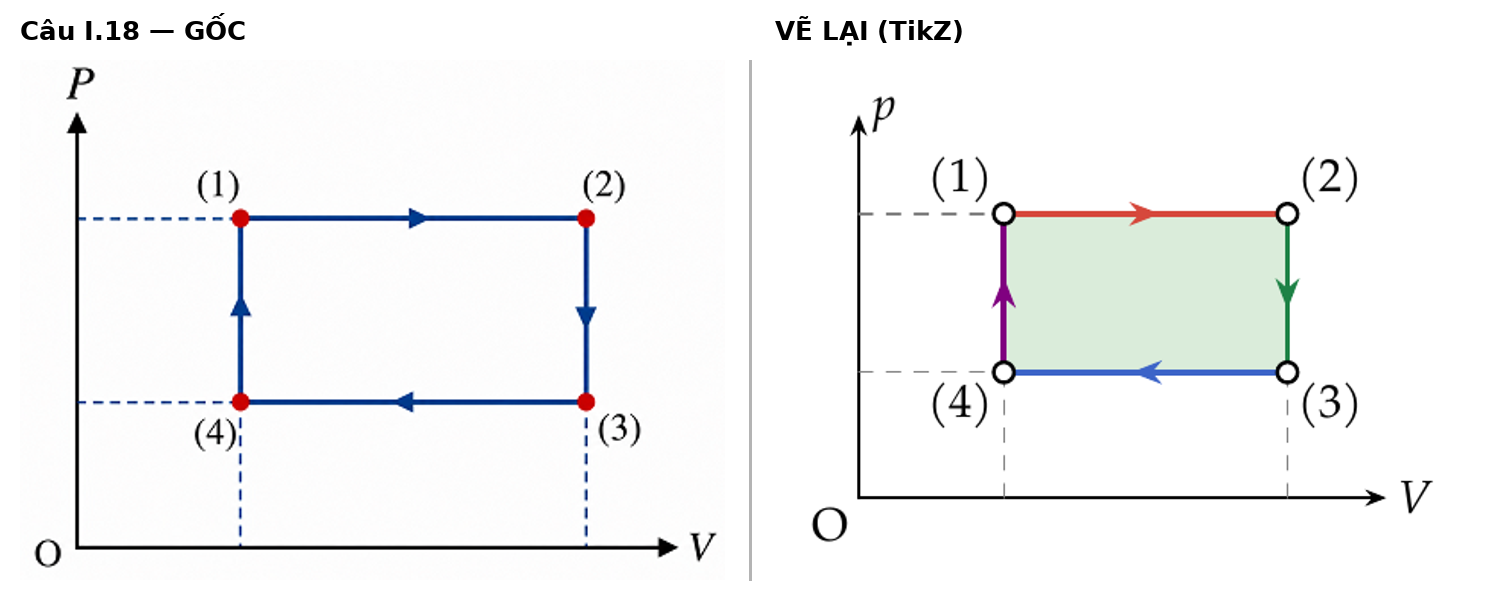 Câu I.18 — GỐC
P
(1)
(2)
(4)
(3)
O
V
VẼ LẠI (TikZ)
p
(1)
(2)
(4)
(3)
O
V